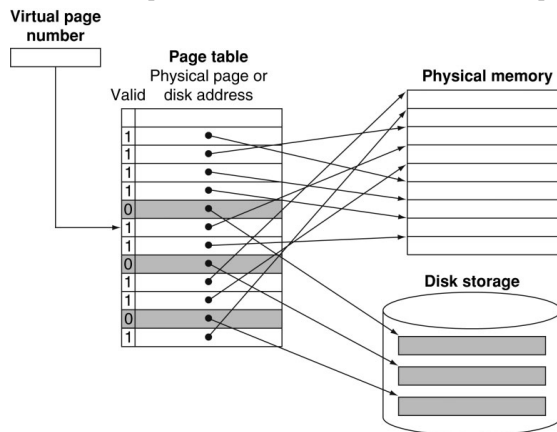 Virtual page
number
Page table
Physical page or
Valid disk address
Physical memory
1
1
1
1
0
1
1
0
1
1
0
1
Disk storage